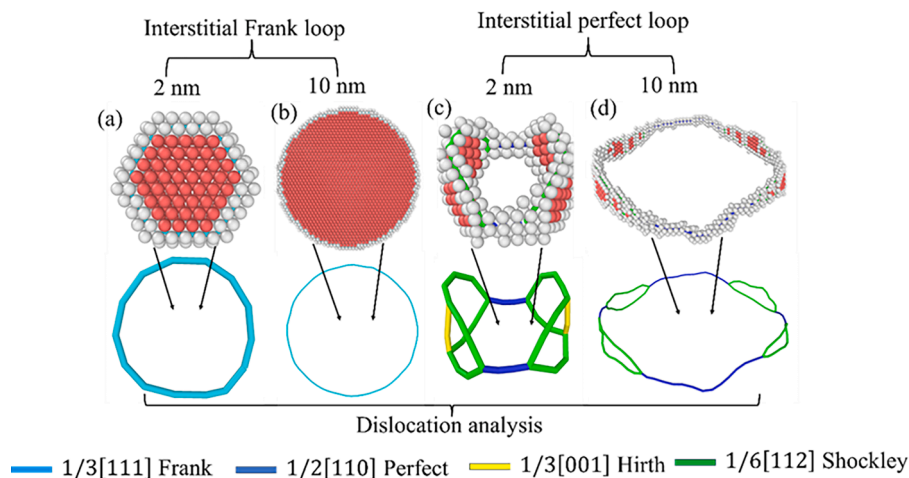 Interstitial Frank loop
Interstitial perfect loop
2 nm
10 nm
2 nm
10 nm
(a)
(b)
(c)
(d)
Dislocation analysis
1/3[111] Frank
1/2[110] Perfect
1/3[001] Hirth
1/6[112] Shockley